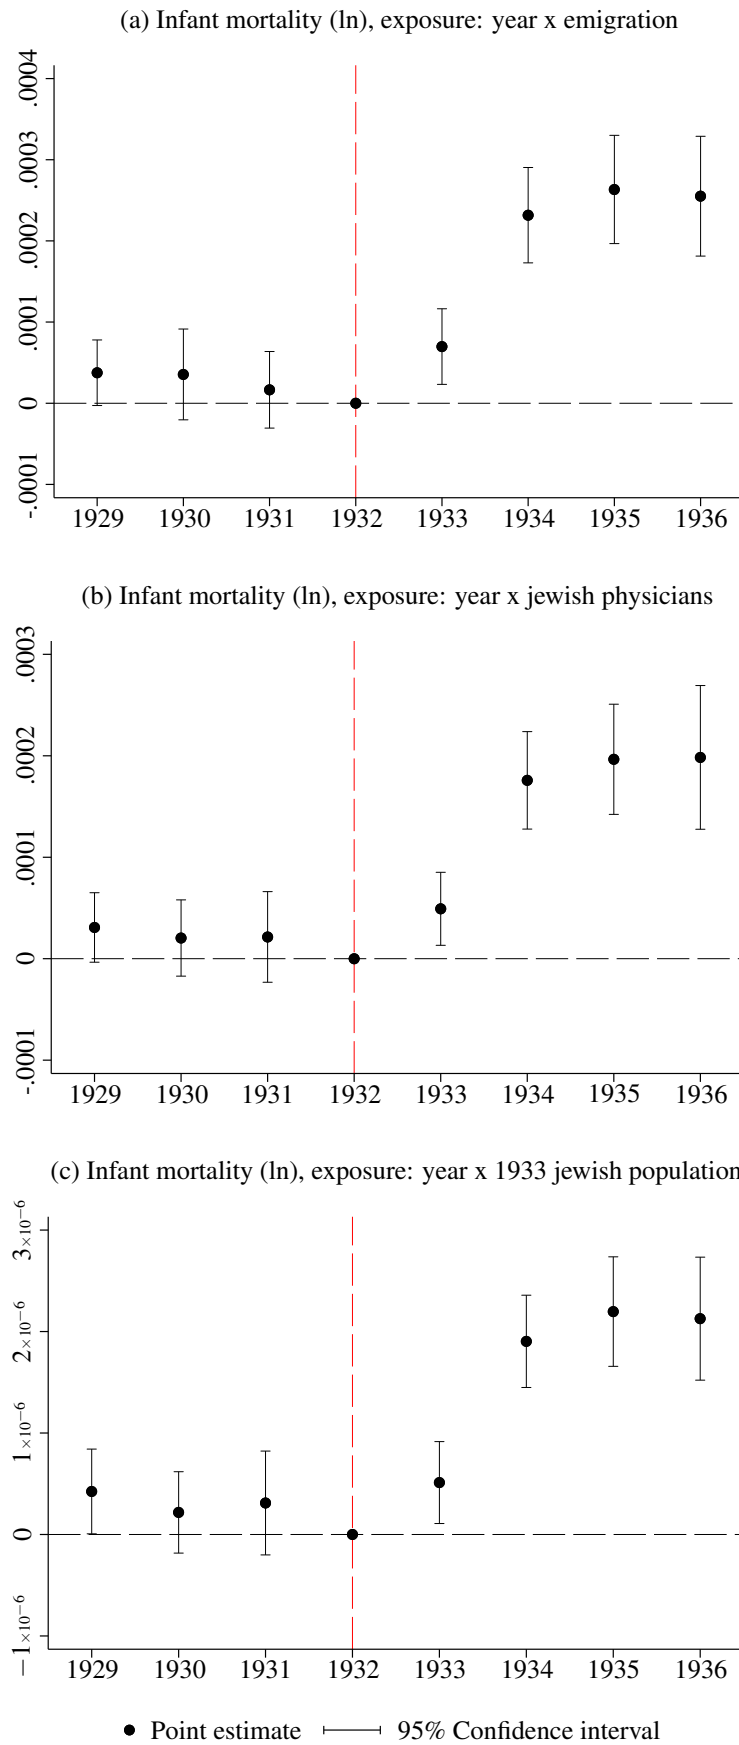 (a) Infant mortality (ln), exposure: year x emigration
.0004
.0003
.0002
.0001
0
-.0001
1929 1930 1931 1932 1933 1934 1935 1936
(b) Infant mortality (ln), exposure: year x jewish physicians
.0003
.0002
.0001
0
-.0001
1929 1930 1931 1932 1933 1934 1935 1936
(c) Infant mortality (ln), exposure: year x 1933 jewish population
3×10⁻⁶
2×10⁻⁶
1×10⁻⁶
0
−1×10⁻⁶
1929 1930 1931 1932 1933 1934 1935 1936
Point estimate 95% Confidence interval